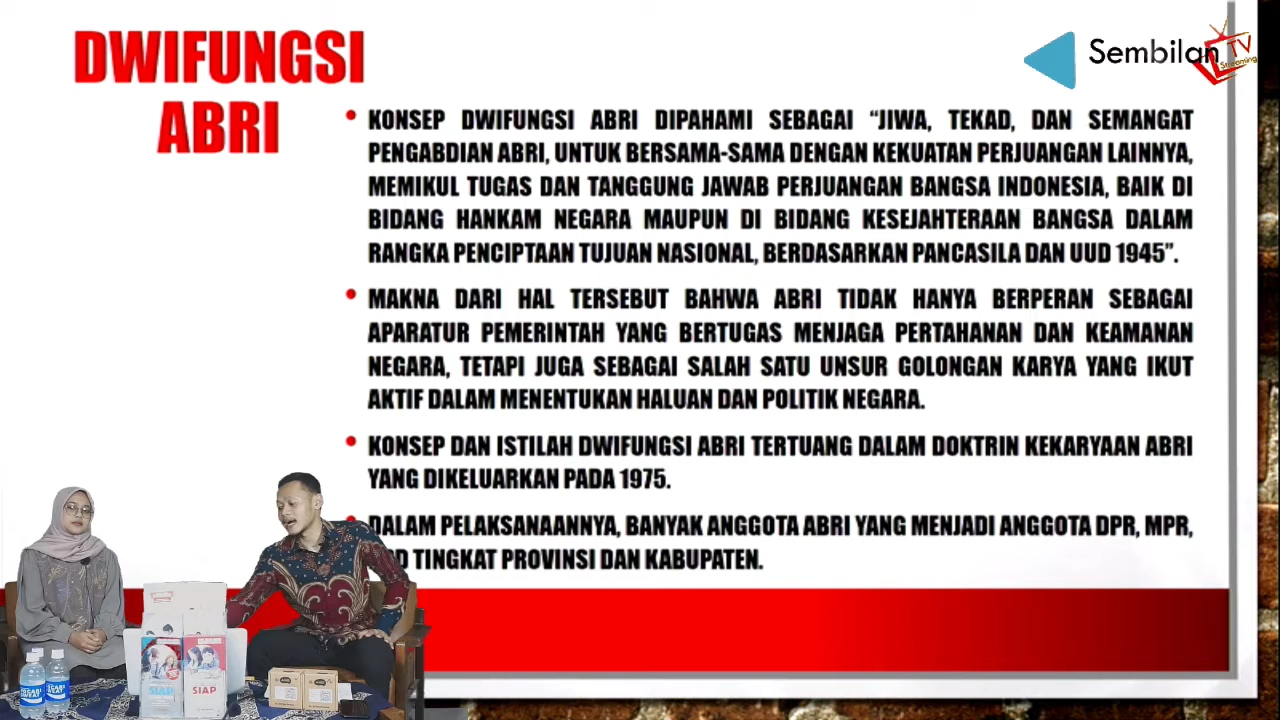 DWIFUNGSI
ABRI
Sembilan
TV
Streaming
• KONSEP DWIFUNGSI ABRI DIPAHAMI SEBAGAI “JIWA, TEKAD, DAN SEMANGAT
PENGABDIAN ABRI, UNTUK BERSAMA-SAMA DENGAN KEKUATAN PERJUANGAN LAINNYA,
MEMIKUL TUGAS DAN TANGGUNG JAWAB PERJUANGAN BANGSA INDONESIA, BAIK DI
BIDANG HANKAM NEGARA MAUPUN DI BIDANG KESEJAHTERAAN BANGSA DALAM
RANGKA PENCIPTAAN TUJUAN NASIONAL, BERDASARKAN PANCASILA DAN UUD 1945”.
• MAKNA DARI HAL TERSEBUT BAHWA ABRI TIDAK HANYA BERPERAN SEBAGAI
APARATUR PEMERINTAH YANG BERTUGAS MENJAGA PERTAHANAN DAN KEAMANAN
NEGARA, TETAPI JUGA SEBAGAI SALAH SATU UNSUR GOLONGAN KARYA YANG IKUT
AKTIF DALAM MENENTUKAN HALUAN DAN POLITIK NEGARA.
• KONSEP DAN ISTILAH DWIFUNGSI ABRI TERTUANG DALAM DOKTRIN KEKARYAAN ABRI
YANG DIKELUARKAN PADA 1975.
• DALAM PELAKSANAANNYA, BANYAK ANGGOTA ABRI YANG MENJADI ANGGOTA DPR, MPR,
TINGKAT PROVINSI DAN KABUPATEN.
SIAP
SIAP